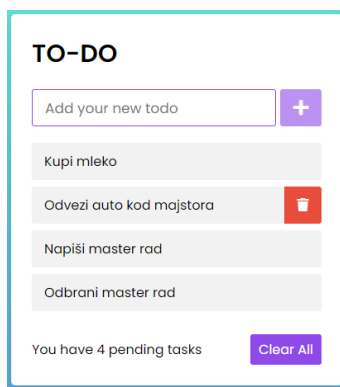 TO-DO
Add your new todo
Kupi mleko
Odvezi auto kod majstora
Napiši master rad
Odbrani master rad
You have 4 pending tasks Clear All